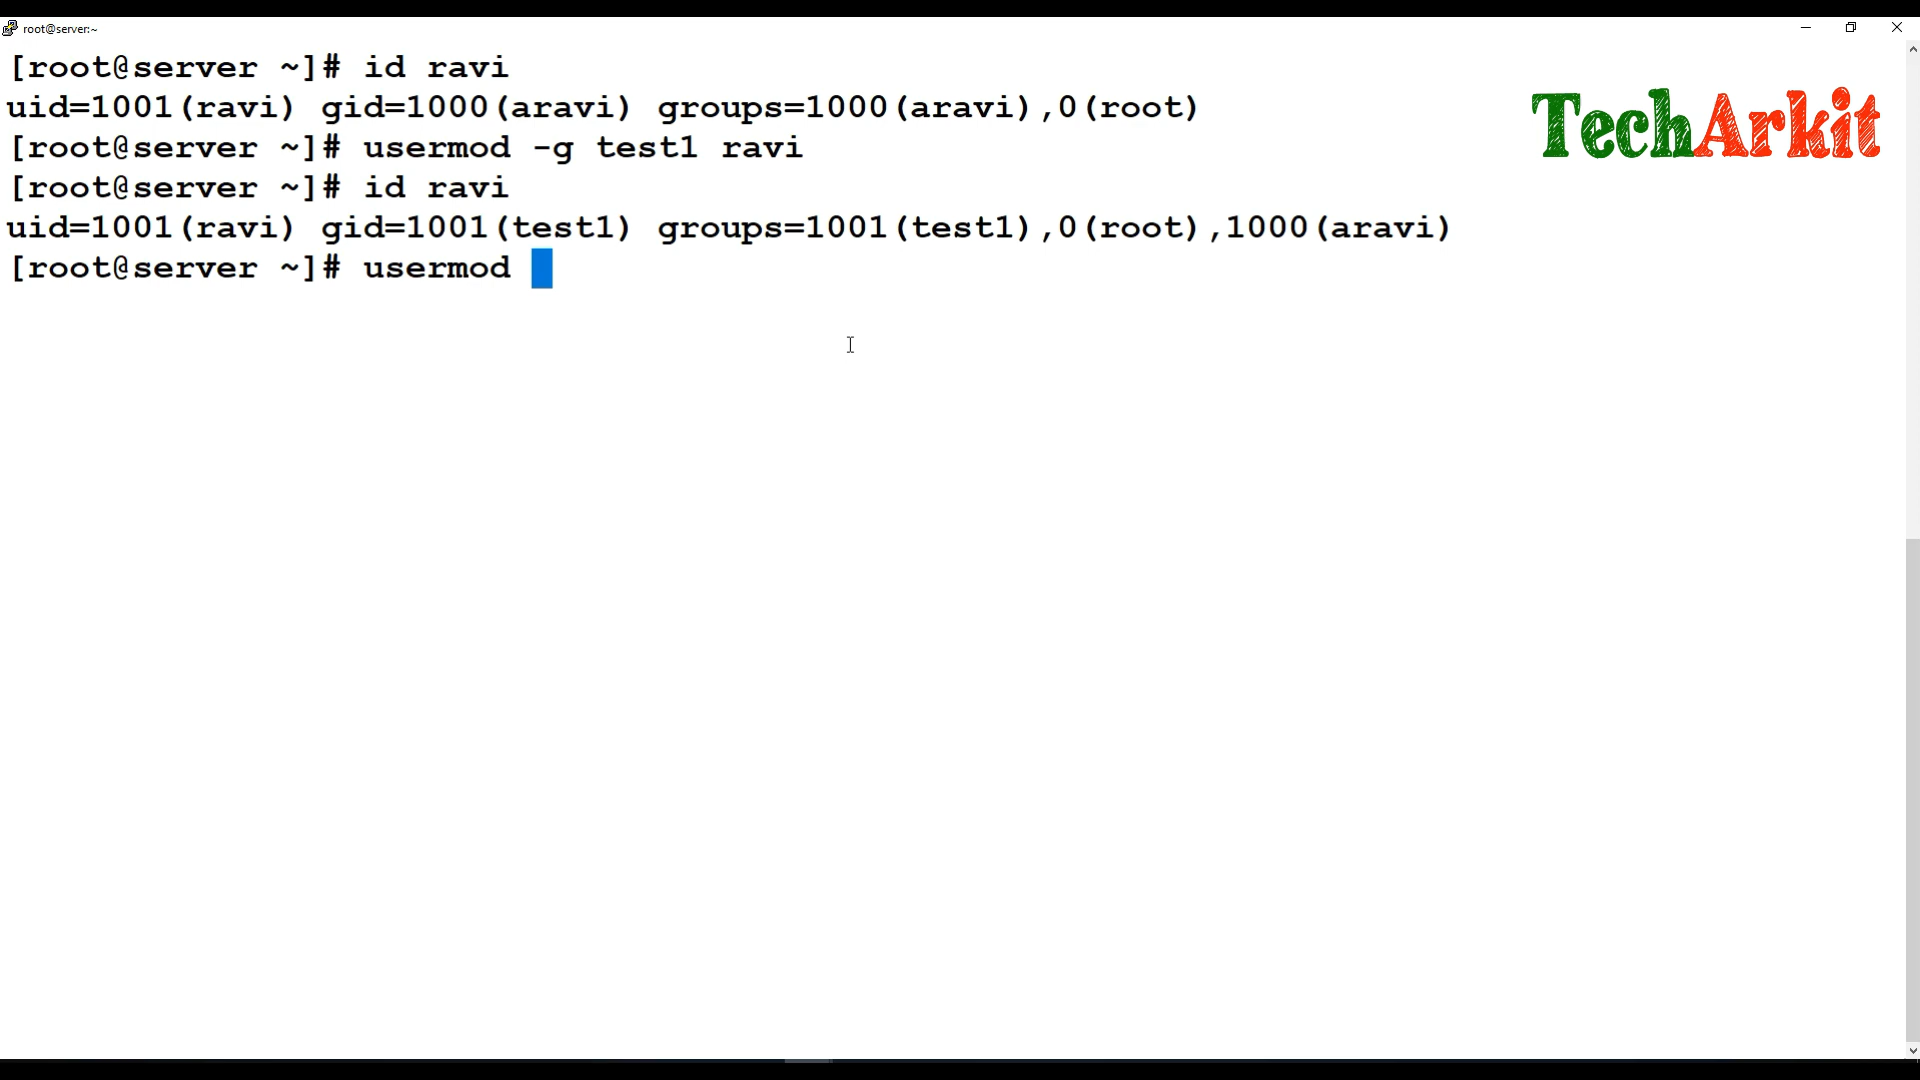 root@server:~
[root@server ~]# id ravi
uid=1001(ravi) gid=1000(aravi) groups=1000(aravi),0(root)
[root@server ~]# usermod -g test1 ravi
[root@server ~]# id ravi
uid=1001(ravi) gid=1001(test1) groups=1001(test1),0(root),1000(aravi)
[root@server ~]# usermod
TechArkit